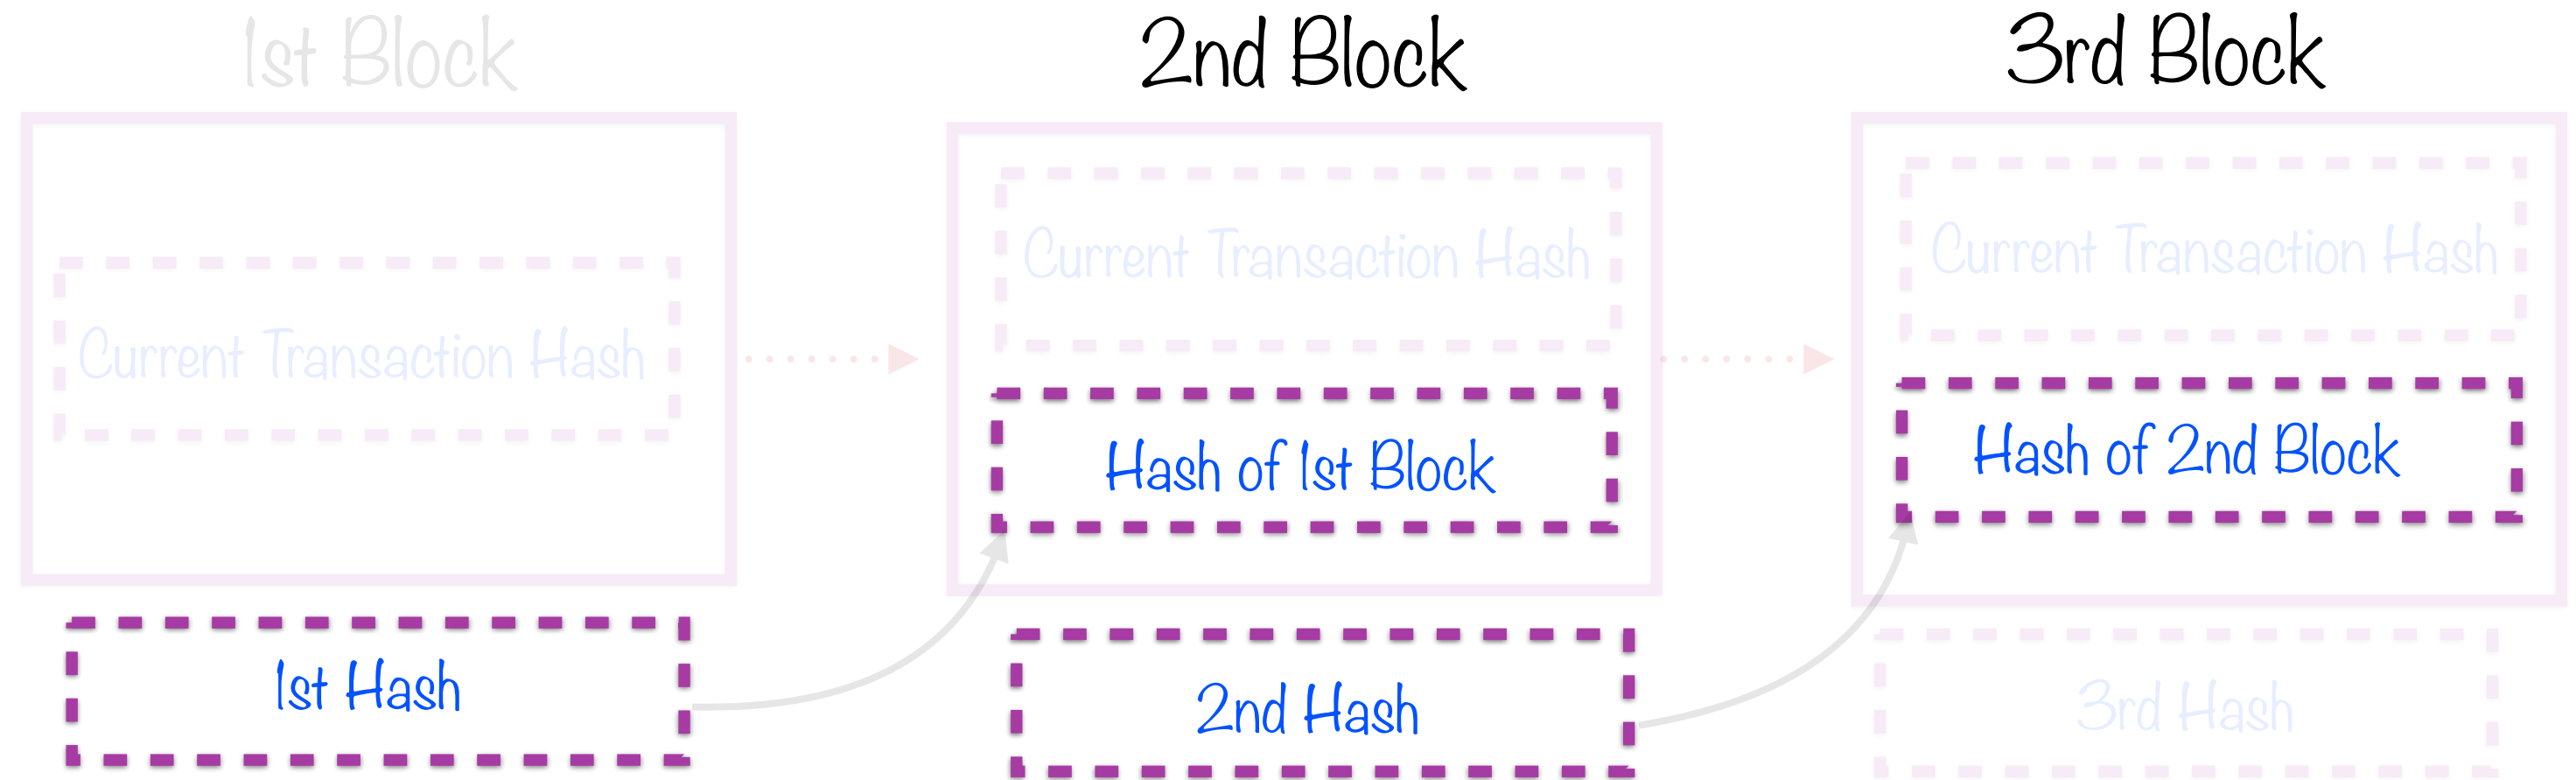 1st Block
Current Transaction Hash
1st Hash
2nd Block
Current Transaction Hash
Hash of 1st Block
2nd Hash
3rd Block
Current Transaction Hash
Hash of 2nd Block
3rd Hash